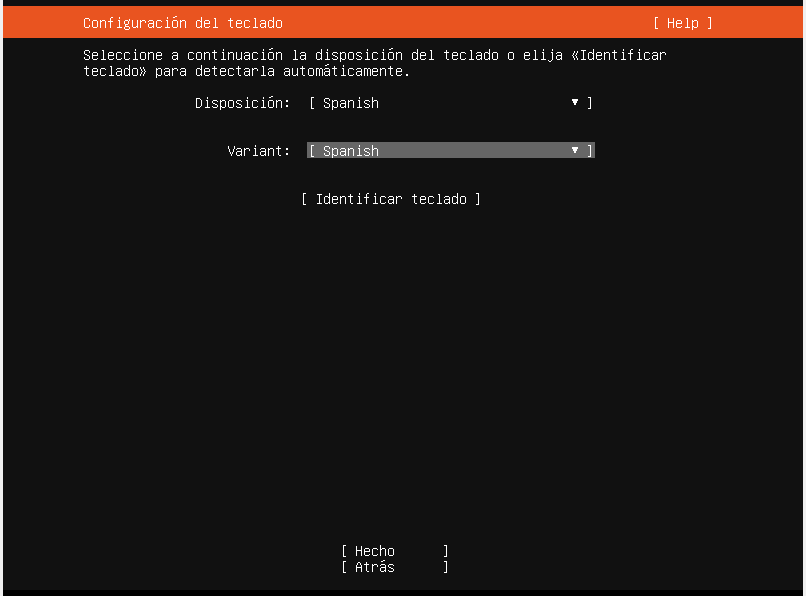 Configuración del teclado [ Help ]
Seleccione a continuación la disposición del teclado o elija «Identificar
teclado» para detectarla automáticamente.
Disposición: [ Spanish ▾ ]
Variant: [ Spanish ▾ ]
[ Identificar teclado ]
[ Hecho ]
[ Atrás ]